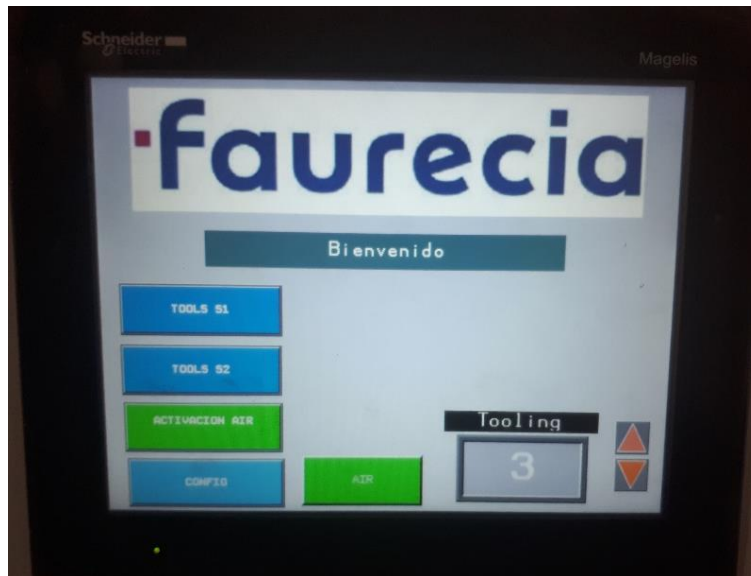 Schneider
Electric
Magelis
faurecia
Bienvenido
TOOLS S1
TOOLS S2
ACTIVACION AIR
CONFIG
AIR
Tooling
3